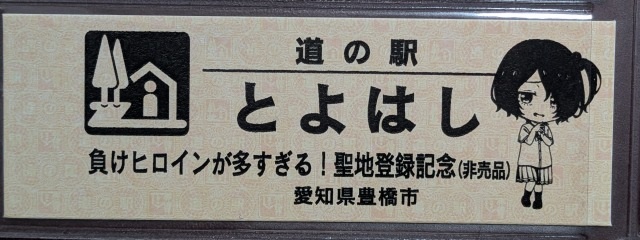 道の駅
とよはし
負けヒロインが多すぎる！聖地登録記念(非売品)
愛知県豊橋市